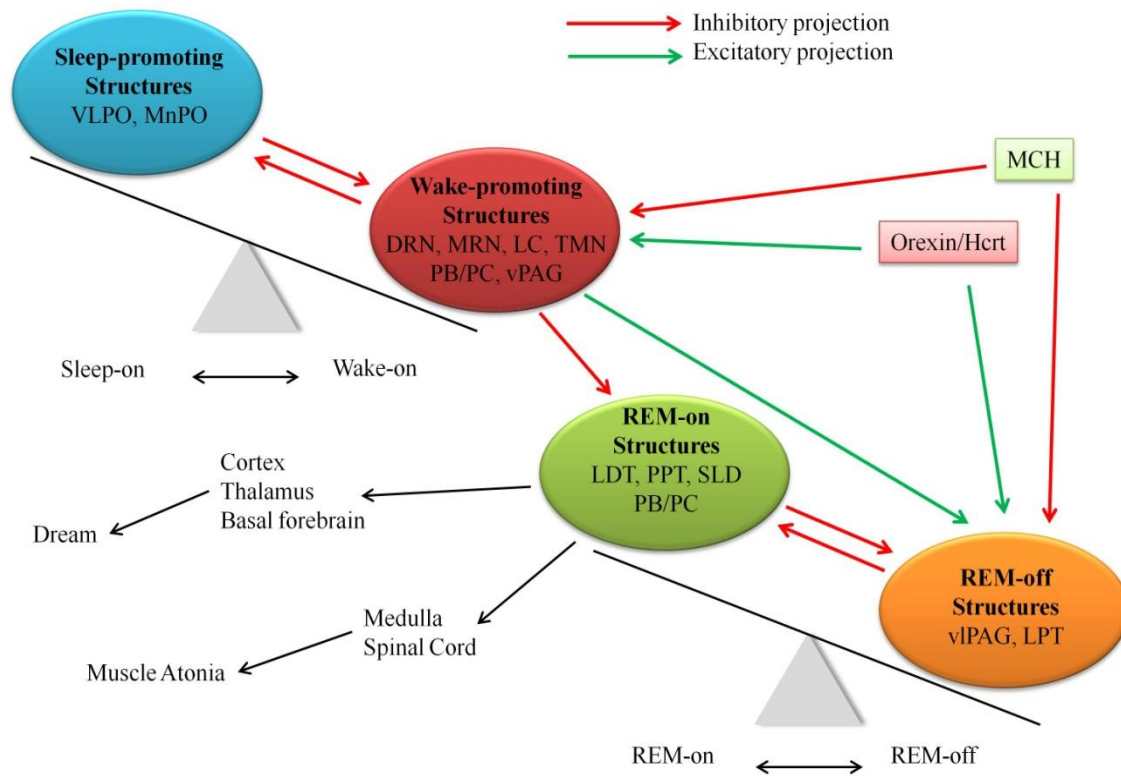 Inhibitory projection
Excitatory projection
Sleep-promoting
Structures
VLPO, MnPO
MCH
Wake-promoting
Structures
DRN, MRN, LC, TMN
PB/PC, vPAG
Orexin/Hcrt
Sleep-on
Wake-on
REM-on
Structures
LDT, PPT, SLD
PB/PC
Cortex
Thalamus
Basal forebrain
Dream
REM-off
Structures
vlPAG, LPT
Medulla
Spinal Cord
Muscle Atonia
REM-on
REM-off